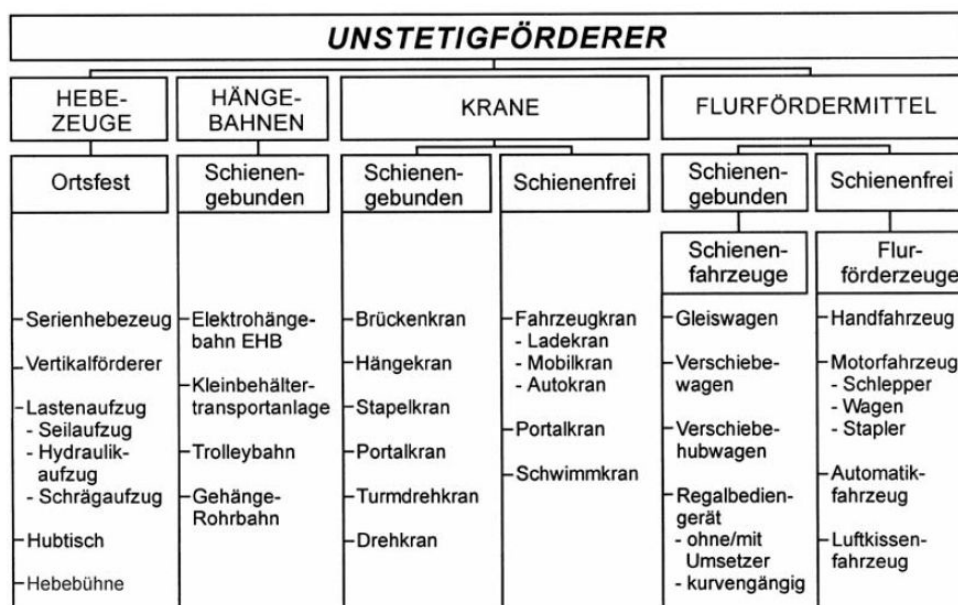 UNSTETIGFÖRDERER
HEBE-
ZEUGE
HÄNGE-
BAHNEN
KRANE
FLURFÖRDERMITTEL
Ortsfest
Schienen-
gebunden
Schienen-
gebunden
Schienenfrei
Schienen-
gebunden
Schienenfrei
Schienen-
fahrzeuge
Flur-
förderzeuge
Serienhebezeug
Vertikalförderer
Lastenaufzug
- Seilaufzug
- Hydraulik-
aufzug
- Schrägaufzug
Hubtisch
Hebebühne
Elektrohänge-
bahn EHB
Kleinbehälter-
transportanlage
Trolleybahn
Gehänge-
Rohrbahn
Brückenkran
Hängekran
Stapelkran
Portalkran
Turmdrehkran
Drehkran
Fahrzeugkran
- Ladekran
- Mobilkran
- Autokran
Portalkran
Schwimmkran
Gleiswagen
Verschiebe-
wagen
Verschiebe-
hubwagen
Regalbedien-
gerät
- ohne/mit
Umsetzer
- kurvengängig
Handfahrzeug
Motorfahrzeug
- Schlepper
- Wagen
- Stapler
Automatik-
fahrzeug
Luftkissen-
fahrzeug